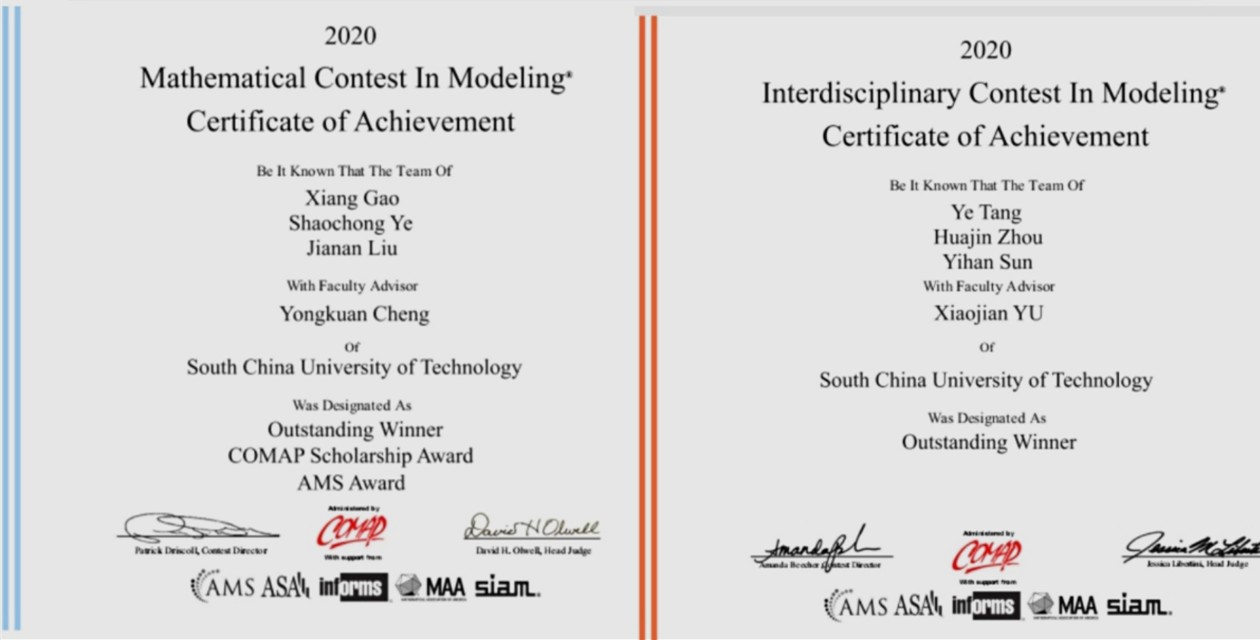 2020
Mathematical Contest In Modeling®
Certificate of Achievement
Be It Known That The Team Of
Xiang Gao
Shaochong Ye
Jianan Liu
With Faculty Advisor
Yongkuan Cheng
Of
South China University of Technology
Was Designated As
Outstanding Winner
COMAP Scholarship Award
AMS Award
Administered by
COMAP
With support from
David H Olwell
Patrick Driscoll, Contest Director
David H. Olwell, Head Judge
AMS ASA informs MAA siam.
2020
Interdisciplinary Contest In Modeling®
Certificate of Achievement
Be It Known That The Team Of
Ye Tang
Huajin Zhou
Yihan Sun
With Faculty Advisor
Xiaojian YU
Of
South China University of Technology
Was Designated As
Outstanding Winner
Administered by
COMAP
With support from
Amanda Beecher Contest Director
Jessica Libertini, Head Judge
AMS ASA informs MAA siam.